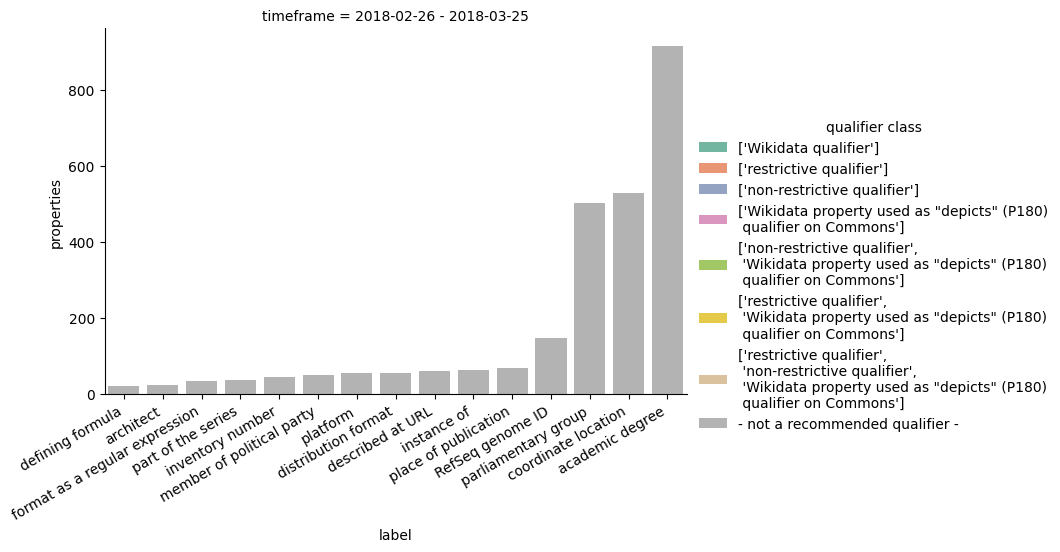 timeframe = 2018-02-26 - 2018-03-25
properties
800
600
400
200
0
defining formula
architect
format as a regular expression
part of the series
inventory number
member of political party
platform
distribution format
described at URL
instance of
place of publication
RefSeq genome ID
parliamentary group
coordinate location
academic degree
label
qualifier class
['Wikidata qualifier']
['restrictive qualifier']
['non-restrictive qualifier']
['Wikidata property used as "depicts" (P180)
qualifier on Commons']
['non-restrictive qualifier',
'Wikidata property used as "depicts" (P180)
qualifier on Commons']
['restrictive qualifier',
'Wikidata property used as "depicts" (P180)
qualifier on Commons']
['restrictive qualifier',
'non-restrictive qualifier',
'Wikidata property used as "depicts" (P180)
qualifier on Commons']
- not a recommended qualifier -